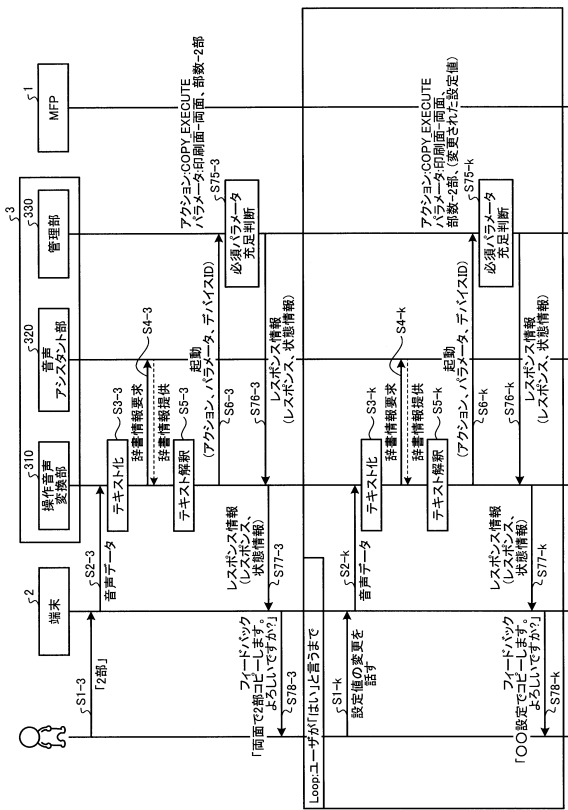 1
MFP
3
330
管理部
320
音声
アシスタント部
310
操作音声
変換部
2
端末
S1-3
「2部」
S2-3
音声データ
テキスト化
S3-3
辞書情報要求
S4-3
辞書情報提供
テキスト解釈
S5-3
起動
(アクション、パラメータ、デバイスID)
S6-3
アクション:COPY_EXECUTE
パラメータ:印刷面-両面、部数-2部
S75-3
必須パラメータ
充足判断
レスポンス情報
(レスポンス、状態情報)
S76-3
レスポンス情報
(レスポンス、
状態情報)
S77-3
フィードバック
「両面で2部コピーします。
よろしいですか?」
S78-3
Loop:ユーザが「はい」と言うまで
S1-k
設定値の変更を
話す
S2-k
音声データ
テキスト化
S3-k
辞書情報要求
S4-k
辞書情報提供
テキスト解釈
S5-k
起動
(アクション、パラメータ、デバイスID)
S6-k
アクション:COPY_EXECUTE
パラメータ:印刷面-両面、
部数-2部、(変更された設定値)
S75-k
必須パラメータ
充足判断
レスポンス情報
(レスポンス、状態情報)
S76-k
レスポンス情報
(レスポンス、
状態情報)
S77-k
フィードバック
「〇〇設定でコピーします。
よろしいですか?」
S78-k